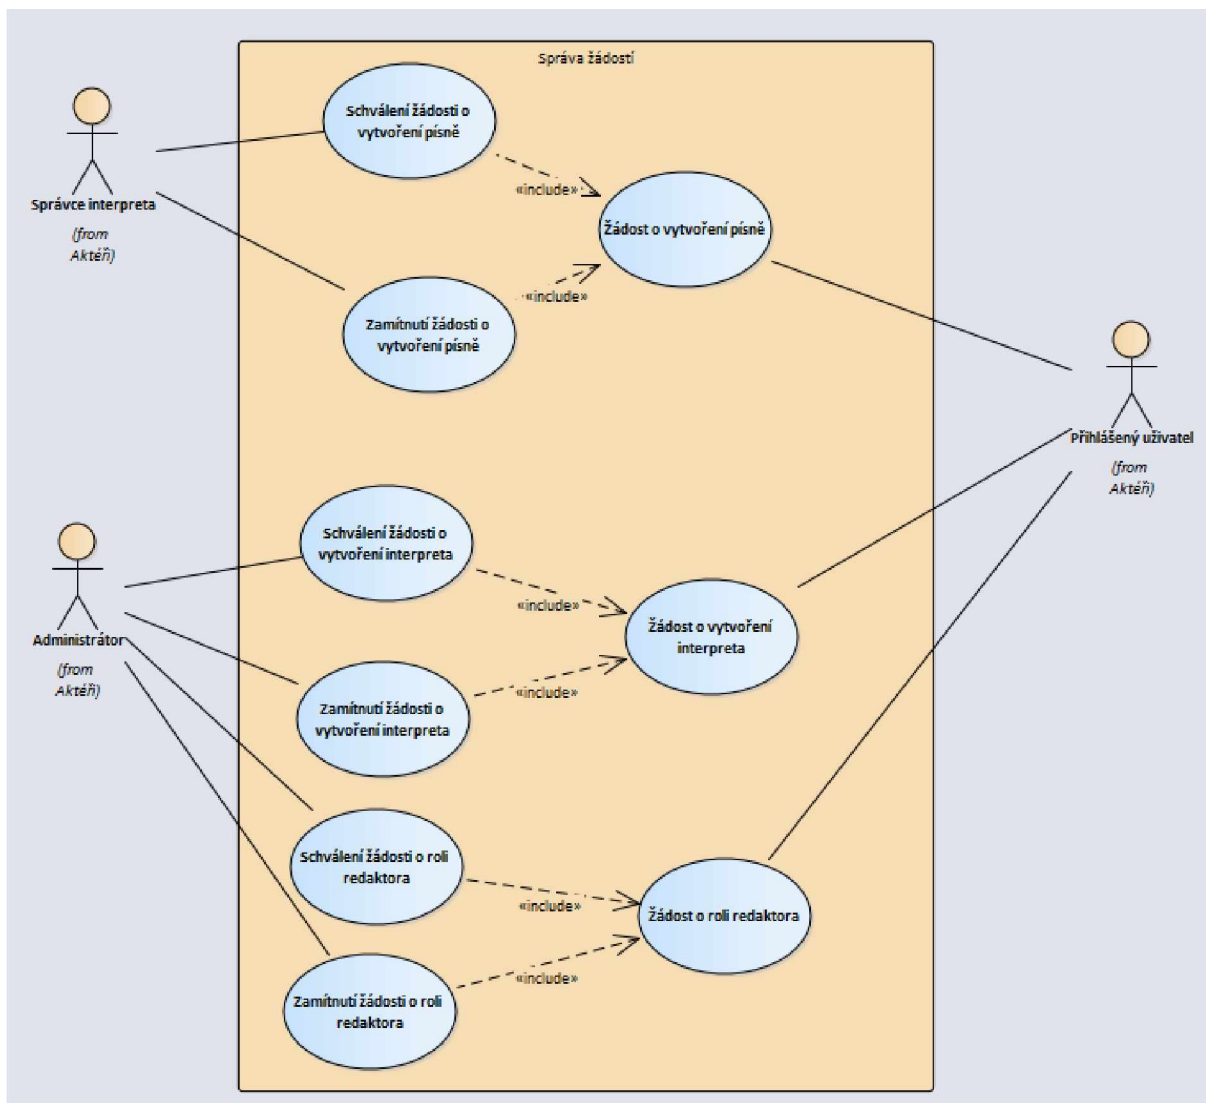 Správa žádostí
Schválení žádosti o
vytvoření písně
Správce interpreta
(from
Aktéři)
«include»
Žádost o vytvoření písně
«include»
Zamítnutí žádosti o
vytvoření písně
Přihlášený uživatel
(from
Aktéři)
Schválení žádosti o
vytvoření interpreta
«include»
Žádost o vytvoření
interpreta
Administrátor
(from
Aktéři)
«include»
Zamítnutí žádosti o
vytvoření interpreta
Schválení žádosti o roli
redaktora
«include»
Žádost o roli redaktora
«include»
Zamítnutí žádosti o roli
redaktora